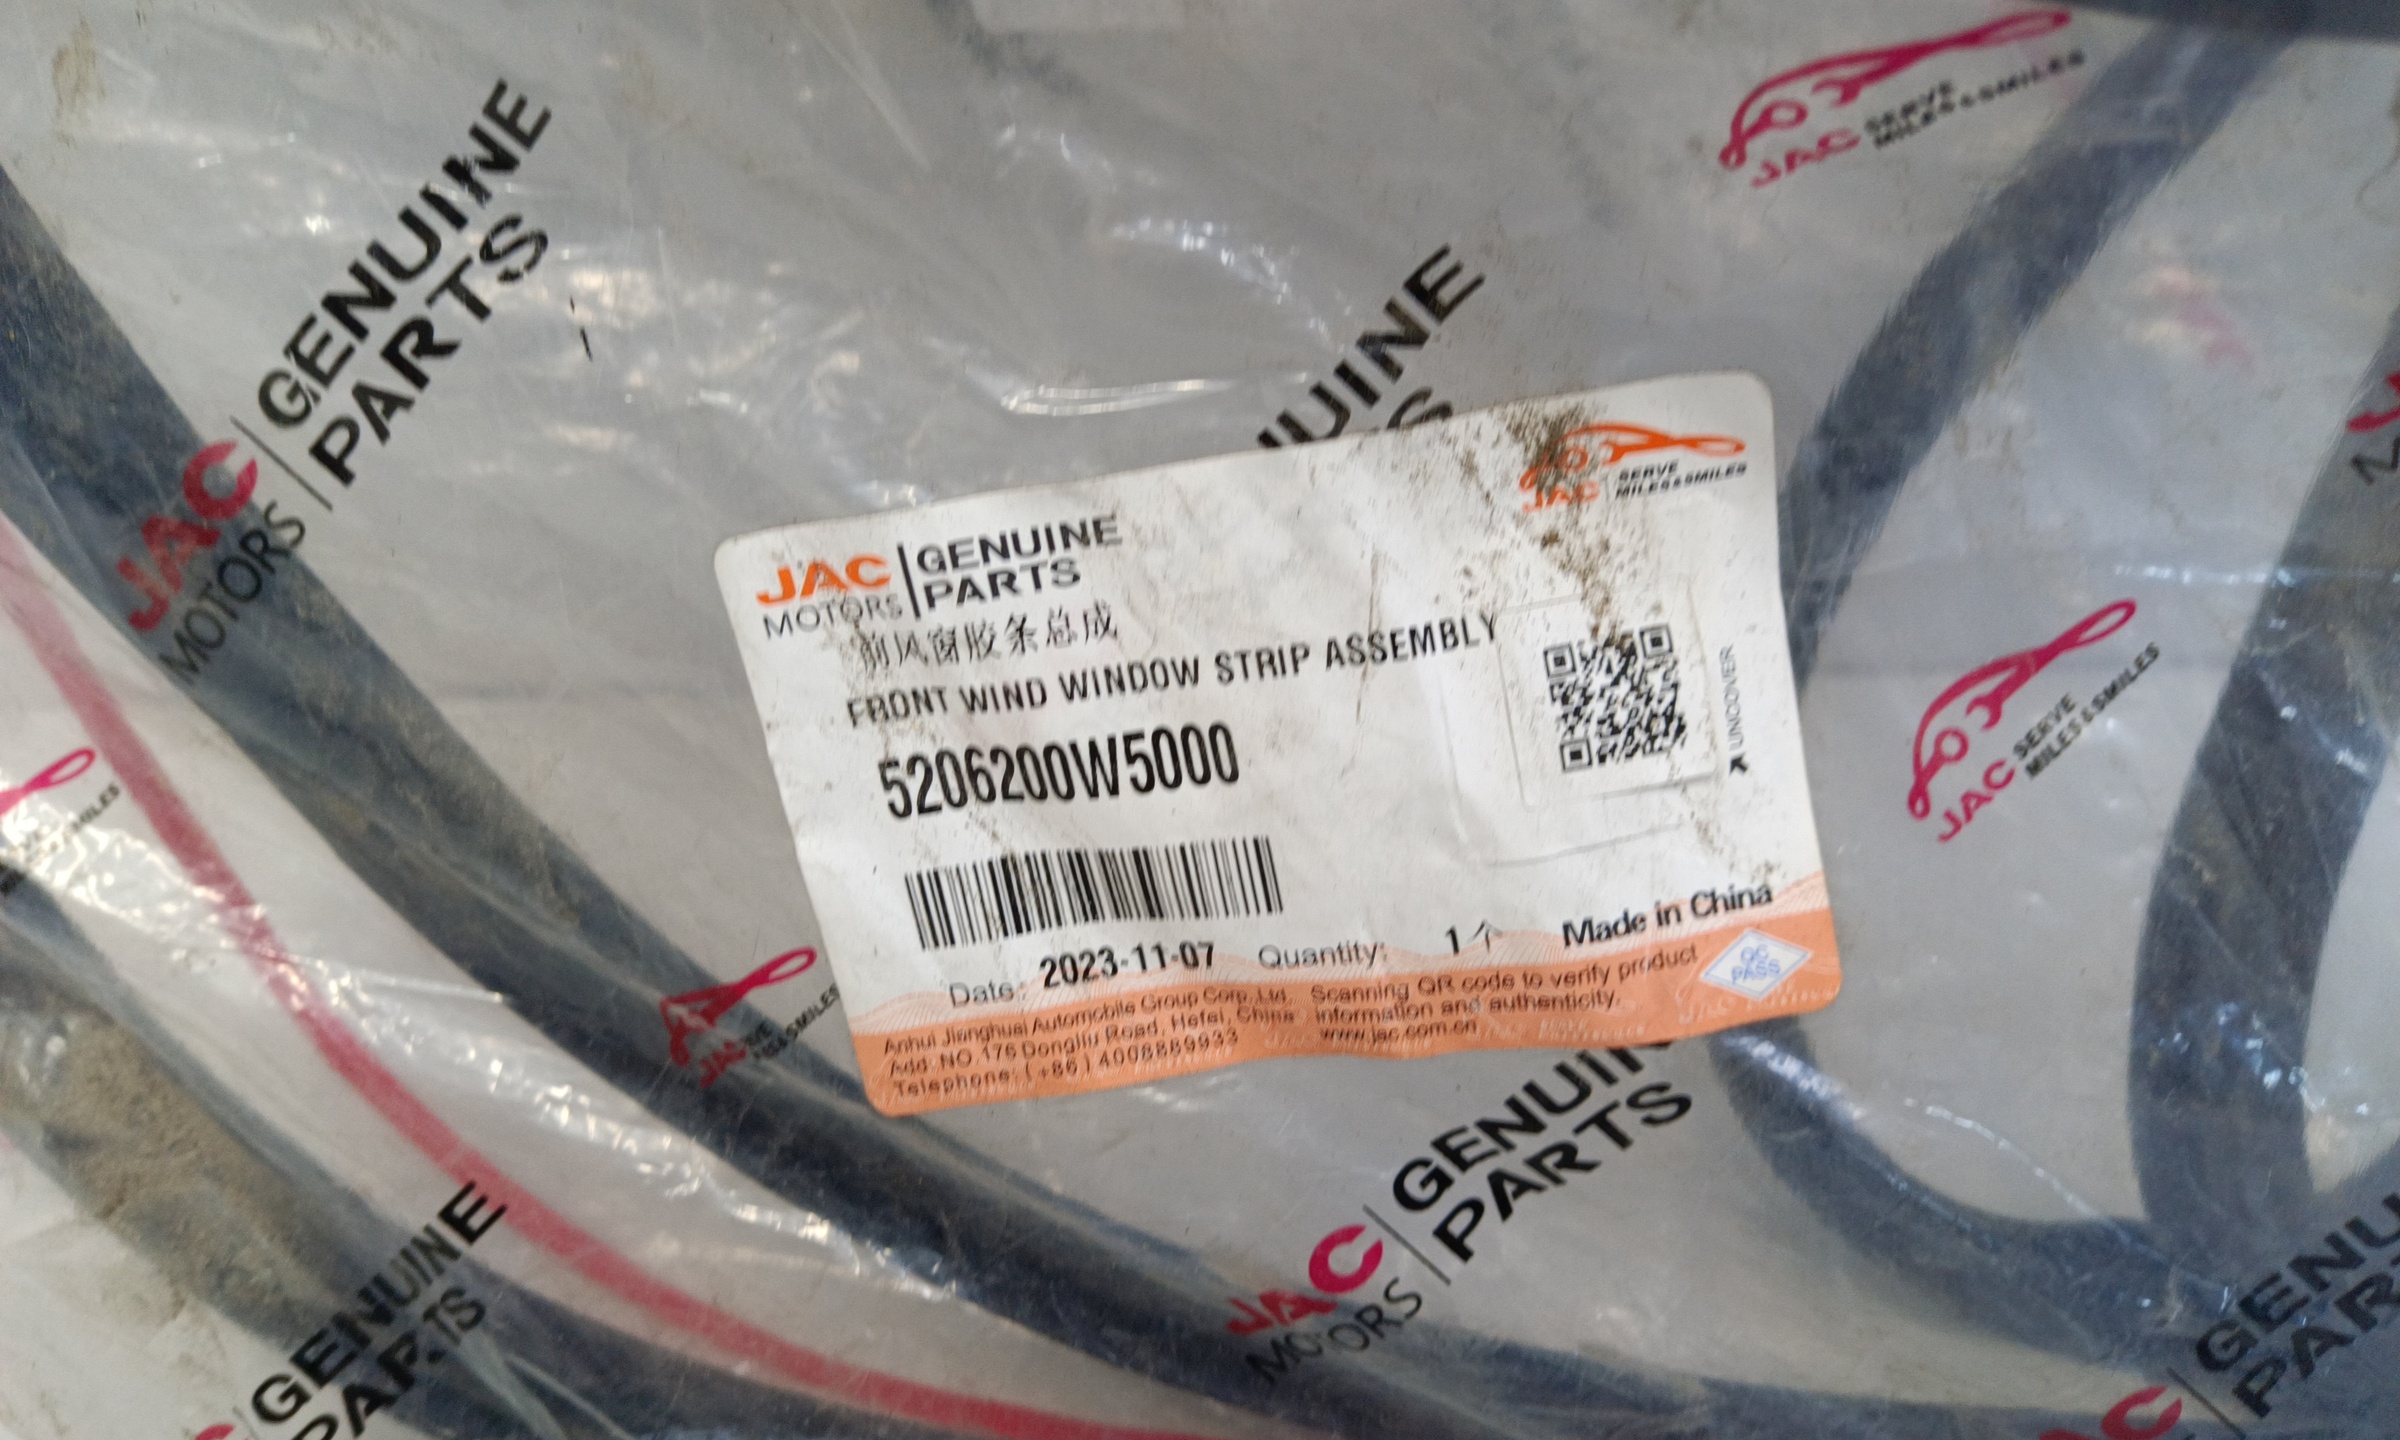 GENUINE
PARTS
JAC
MOTORS
JAC SERVE
MILES&SMILES
JAC
MOTORS
GENUINE
PARTS
JAC
SERVE
MILES&SMILES
前风窗胶条总成
FRONT WIND WINDOW STRIP ASSEMBLY
5206200W5000
UNCOVER
Date: 2023-11-07 Quantity: 1个 Made in China
Anhui Jianghuai Automobile Group Corp.,Ltd.
Add: NO.176 Dongliu Road, Hefei, China
Telephone: (+86) 4008889933
Scanning QR code to verify product
information and authenticity.
www.jac.com.cn
QC
PASS
JAC SERVE
MILES&SMILES
GENUINE
PARTS
JAC
MOTORS
GENUINE
PARTS